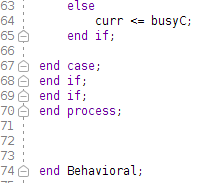 63 else
64 curr <= busyC;
65 end if;
66
67 end case;
68 end if;
69 end if;
70 end process;
71
72
73
74 end Behavioral;